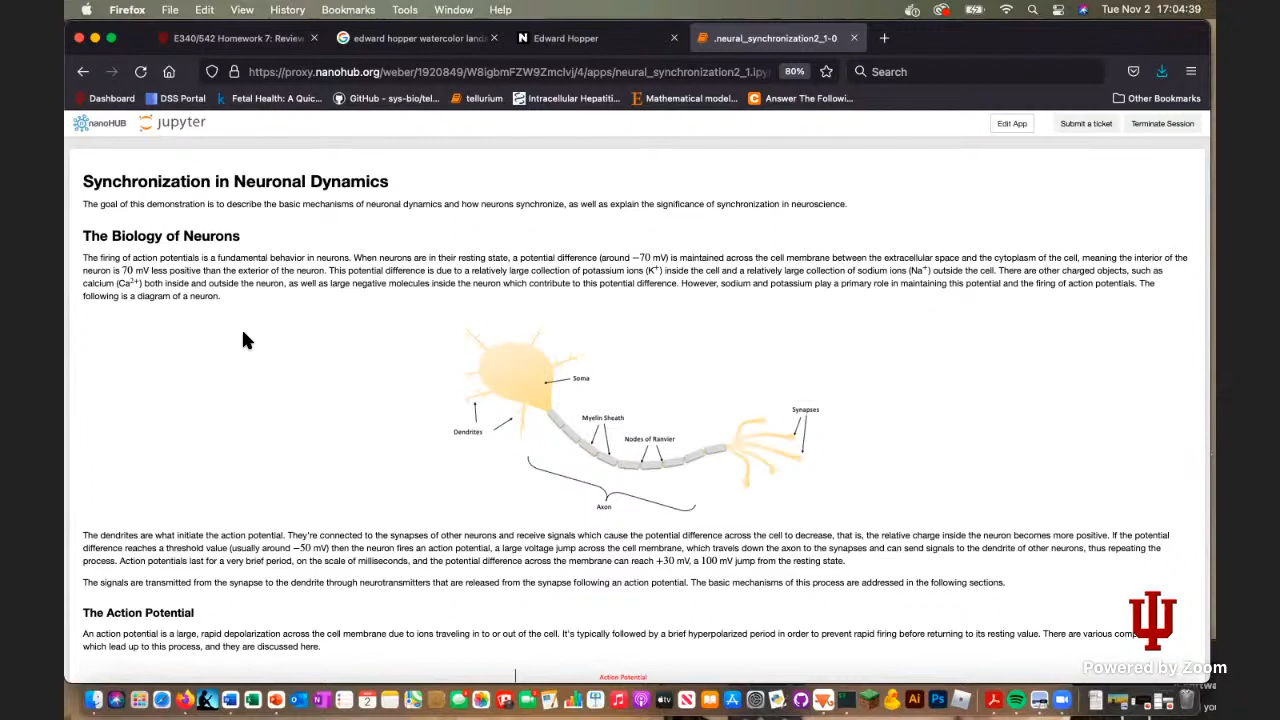 Firefox File Edit View History Bookmarks Tools Window Help Tue Nov 2 17:04:39
E340/542 Homework 7: Review edward hopper watercolor land Edward Hopper .neural_synchronization2_1-0
https://proxy.nanohub.org/weber/1920849/W8igbmFZW9ZmcIvj/4/apps/neural_synchronization2_1.ipy 80% Search
Dashboard DSS Portal Fetal Health: A Quic... GitHub - sys-bio/tel... tellurium Intracellular Hepatiti... Mathematical model... Answer The Followi... Other Bookmarks
nanoHUB jupyter Edit App Submit a ticket Terminate Session
Synchronization in Neuronal Dynamics
The goal of this demonstration is to describe the basic mechanisms of neuronal dynamics and how neurons synchronize, as well as explain the significance of synchronization in neuroscience.
The Biology of Neurons
The firing of action potentials is a fundamental behavior in neurons. When neurons are in their resting state, a potential difference (around −70 mV) is maintained across the cell membrane between the extracellular space and the cytoplasm of the cell, meaning the interior of the
neuron is 70 mV less positive than the exterior of the neuron. This potential difference is due to a relatively large collection of potassium ions (K⁺) inside the cell and a relatively large collection of sodium ions (Na⁺) outside the cell. There are other charged objects, such as
calcium (Ca²⁺) both inside and outside the neuron, as well as large negative molecules inside the neuron which contribute to this potential difference. However, sodium and potassium play a primary role in maintaining this potential and the firing of action potentials. The
following is a diagram of a neuron.
Soma
Synapses
Myelin Sheath
Dendrites
Nodes of Ranvier
Axon
The dendrites are what initiate the action potential. They're connected to the synapses of other neurons and receive signals which cause the potential difference across the cell to decrease, that is, the relative charge inside the neuron becomes more positive. If the potential
difference reaches a threshold value (usually around −50 mV) then the neuron fires an action potential, a large voltage jump across the cell membrane, which travels down the axon to the synapses and can send signals to the dendrite of other neurons, thus repeating the
process. Action potentials last for a very brief period, on the scale of milliseconds, and the potential difference across the membrane can reach +30 mV, a 100 mV jump from the resting state.
The signals are transmitted from the synapse to the dendrite through neurotransmitters that are released from the synapse following an action potential. The basic mechanisms of this process are addressed in the following sections.
The Action Potential
An action potential is a large, rapid depolarization across the cell membrane due to ions traveling in to or out of the cell. It's typically followed by a brief hyperpolarized period in order to prevent rapid firing before returning to its resting value. There are various
which lead up to this process, and they are discussed here.
Powered by Zoom
Action Potential